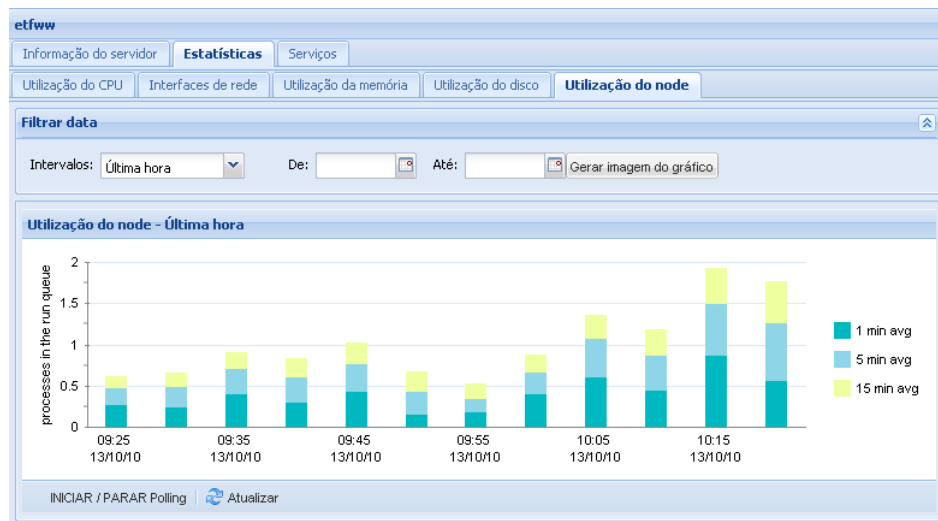 etfww
Informação do servidor Estatísticas Serviços
Utilização do CPU Interfaces de rede Utilização da memória Utilização do disco Utilização do node
Filtrar data
Intervalos: Última hora De: Até: Gerar imagem do gráfico
Utilização do node - Última hora
processes in the run queue
2
1.5
1
0.5
0
09:25 09:35 09:45 09:55 10:05 10:15
13/10/10 13/10/10 13/10/10 13/10/10 13/10/10 13/10/10
1 min avg
5 min avg
15 min avg
INICIAR / PARAR Polling Atualizar